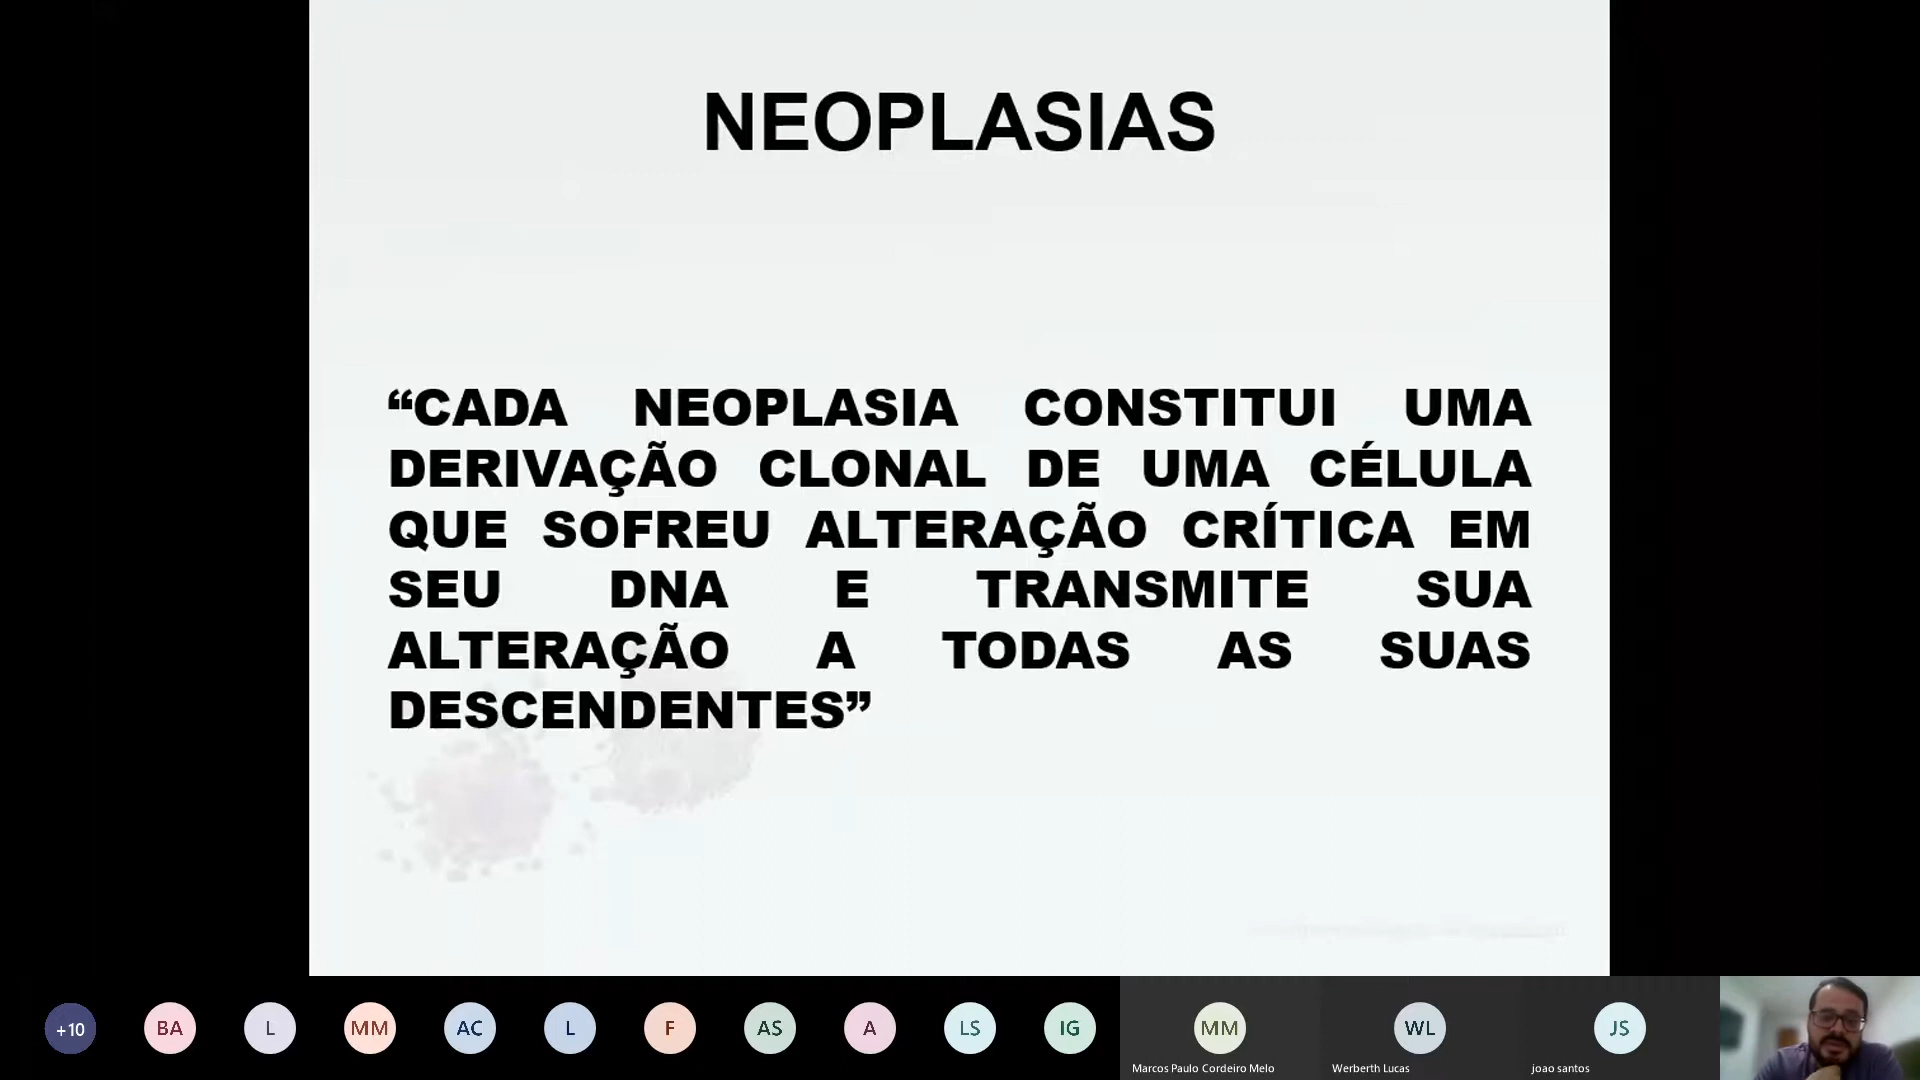 NEOPLASIAS
“CADA NEOPLASIA CONSTITUI UMA
DERIVAÇÃO CLONAL DE UMA CÉLULA
QUE SOFREU ALTERAÇÃO CRÍTICA EM
SEU DNA E TRANSMITE SUA
ALTERAÇÃO A TODAS AS SUAS
DESCENDENTES”
+10 BA L MM AC L F AS A LS IG MM WL JS
Marcos Paulo Cordeiro Melo Werberth Lucas joao santos